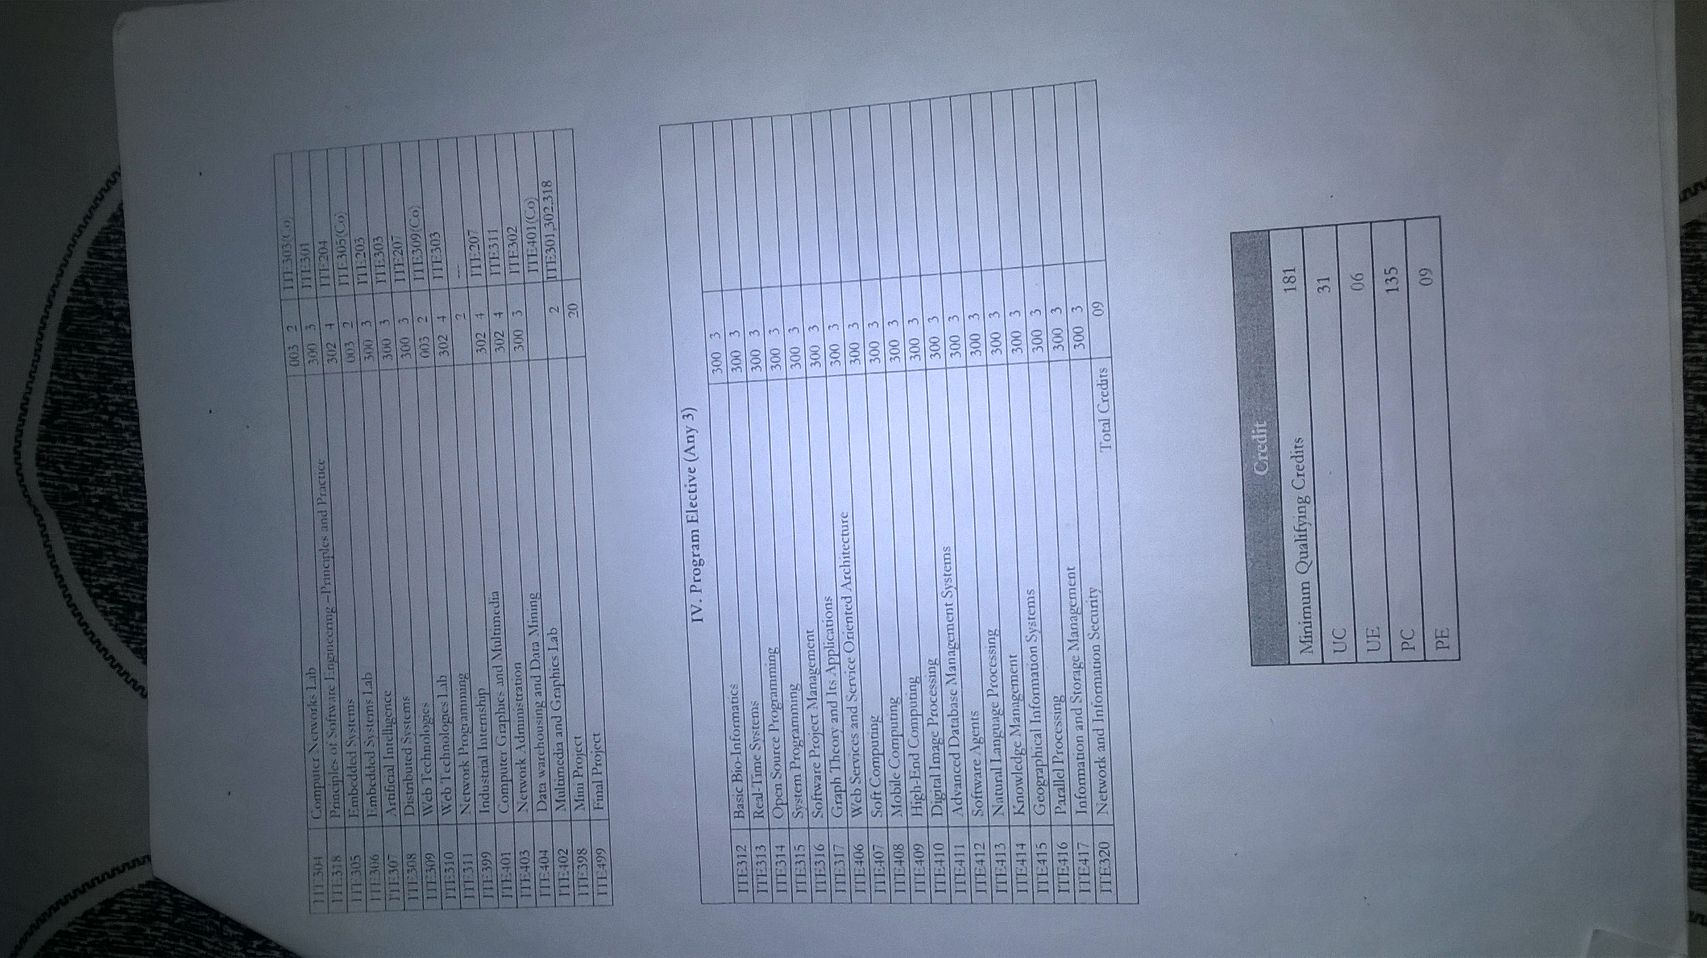 ITE304 Computer Networks Lab 003 2 ITE303(Co)
ITE318 Principles of Software Engineering –Principles and Practice 300 3 ITE301
ITE305 Embedded Systems 302 4 ITE204
ITE306 Embedded Systems Lab 003 2 ITE305(Co)
ITE307 Artificial Intelligence 300 3 ITE203
ITE308 Distributed Systems 300 3 ITE303
ITE309 Web Technologies 300 3 ITE207
ITE310 Web Technologies Lab 003 2 ITE309(Co)
ITE311 Network Programming 302 4 ITE303
ITE399 Industrial Internship 2 ---
ITE401 Computer Graphics and Multimedia 302 4 ITE207
ITE403 Network Administration 302 4 ITE311
ITE404 Data warehousing and Data Mining 300 3 ITE302
ITE402 Multimedia and Graphics Lab ITE401(Co)
ITE398 Mini Project 2 ITE301,302,318
ITE499 Final Project 20
IV. Program Elective (Any 3)
ITE312 Basic Bio-Informatics 300 3
ITE313 Real-Time Systems 300 3
ITE314 Open Source Programming 300 3
ITE315 System Programming 300 3
ITE316 Software Project Management 300 3
ITE317 Graph Theory and Its Applications 300 3
ITE406 Web Services and Service Oriented Architecture 300 3
ITE407 Soft Computing 300 3
ITE408 Mobile Computing 300 3
ITE409 High-End Computing 300 3
ITE410 Digital Image Processing 300 3
ITE411 Advanced Database Management Systems 300 3
ITE412 Software Agents 300 3
ITE413 Natural Language Processing 300 3
ITE414 Knowledge Management 300 3
ITE415 Geographical Information Systems 300 3
ITE416 Parallel Processing 300 3
ITE417 Information and Storage Management 300 3
ITE320 Network and Information Security 300 3
Total Credits 09
Credit
Minimum Qualifying Credits 181
UC 31
UE 06
PC 135
PE 09